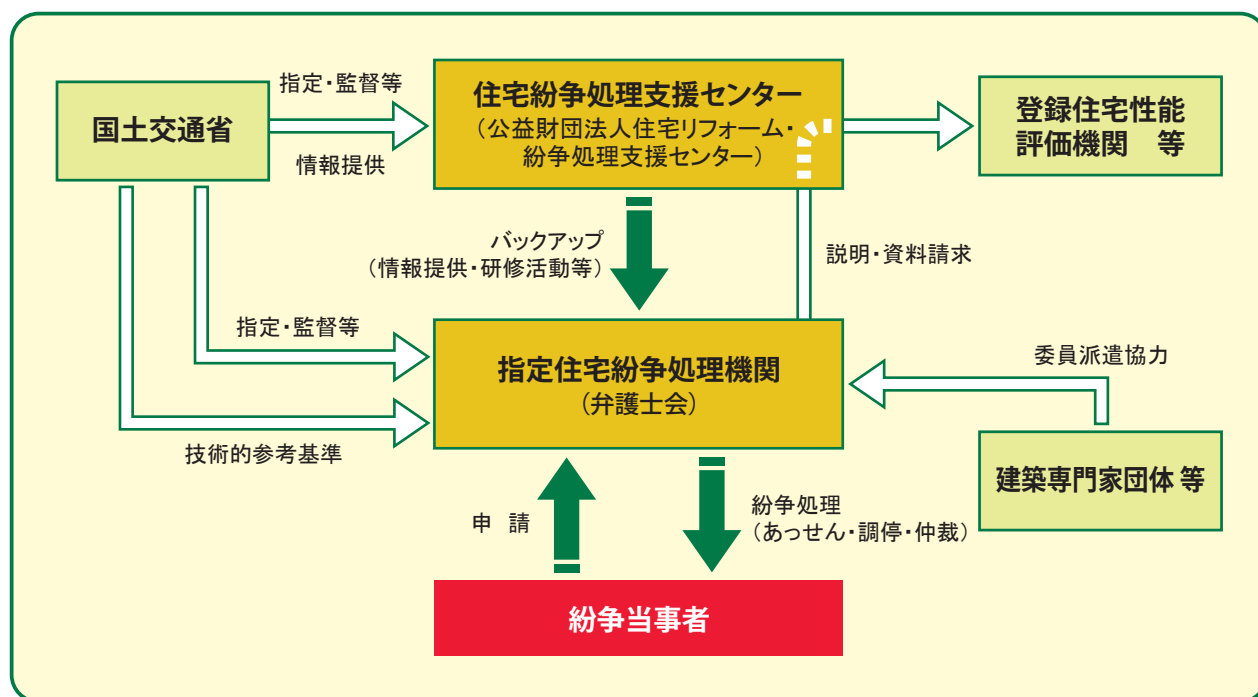 指定・監督等
国土交通省
情報提供
住宅紛争処理支援センター
（公益財団法人住宅リフォーム・
紛争処理支援センター）
登録住宅性能
評価機関　等
バックアップ
（情報提供・研修活動等）
説明・資料請求
指定・監督等
指定住宅紛争処理機関
（弁護士会）
委員派遣協力
技術的参考基準
建築専門家団体 等
申　請
紛争処理
（あっせん・調停・仲裁）
紛争当事者